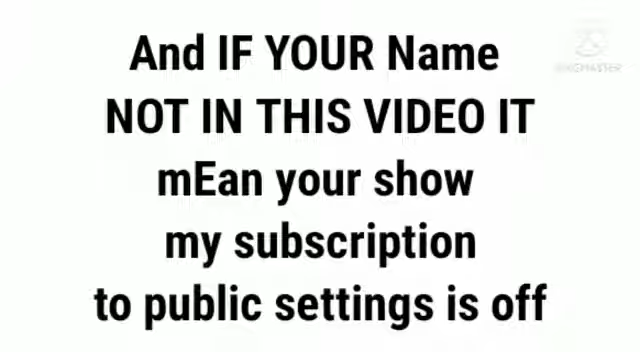 And IF YOUR Name
NOT IN THIS VIDEO IT
mEan your show
my subscription
to public settings is off
KINEMASTER